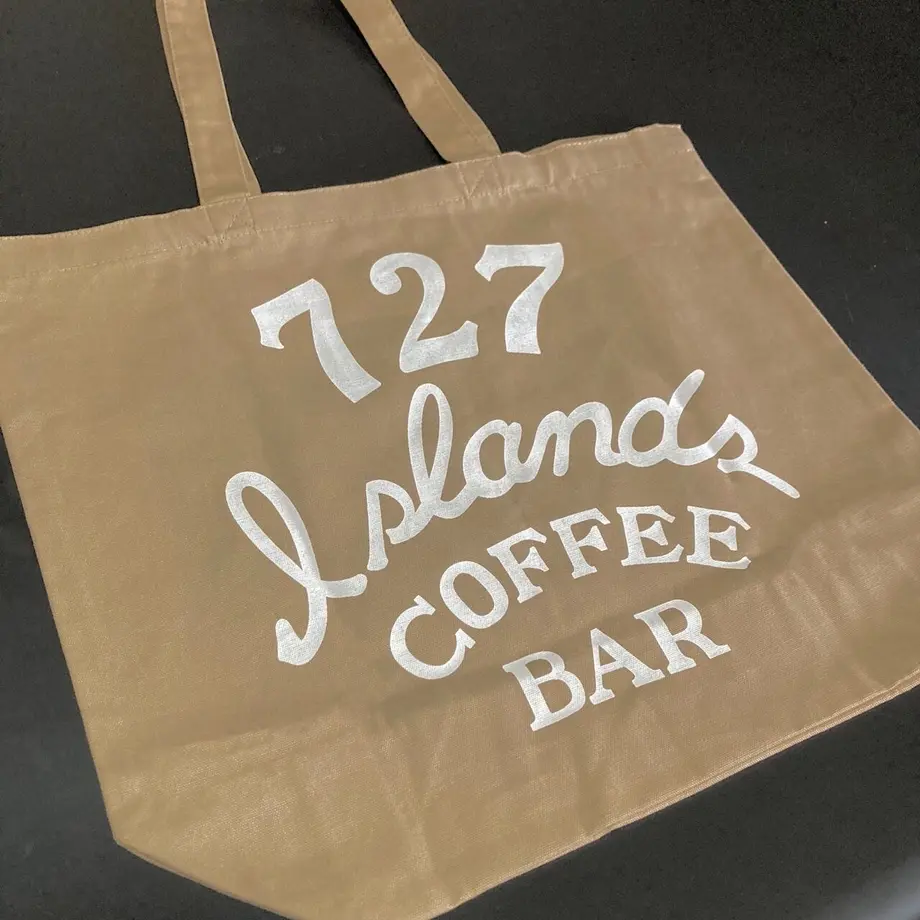 727
Islands
COFFEE
BAR